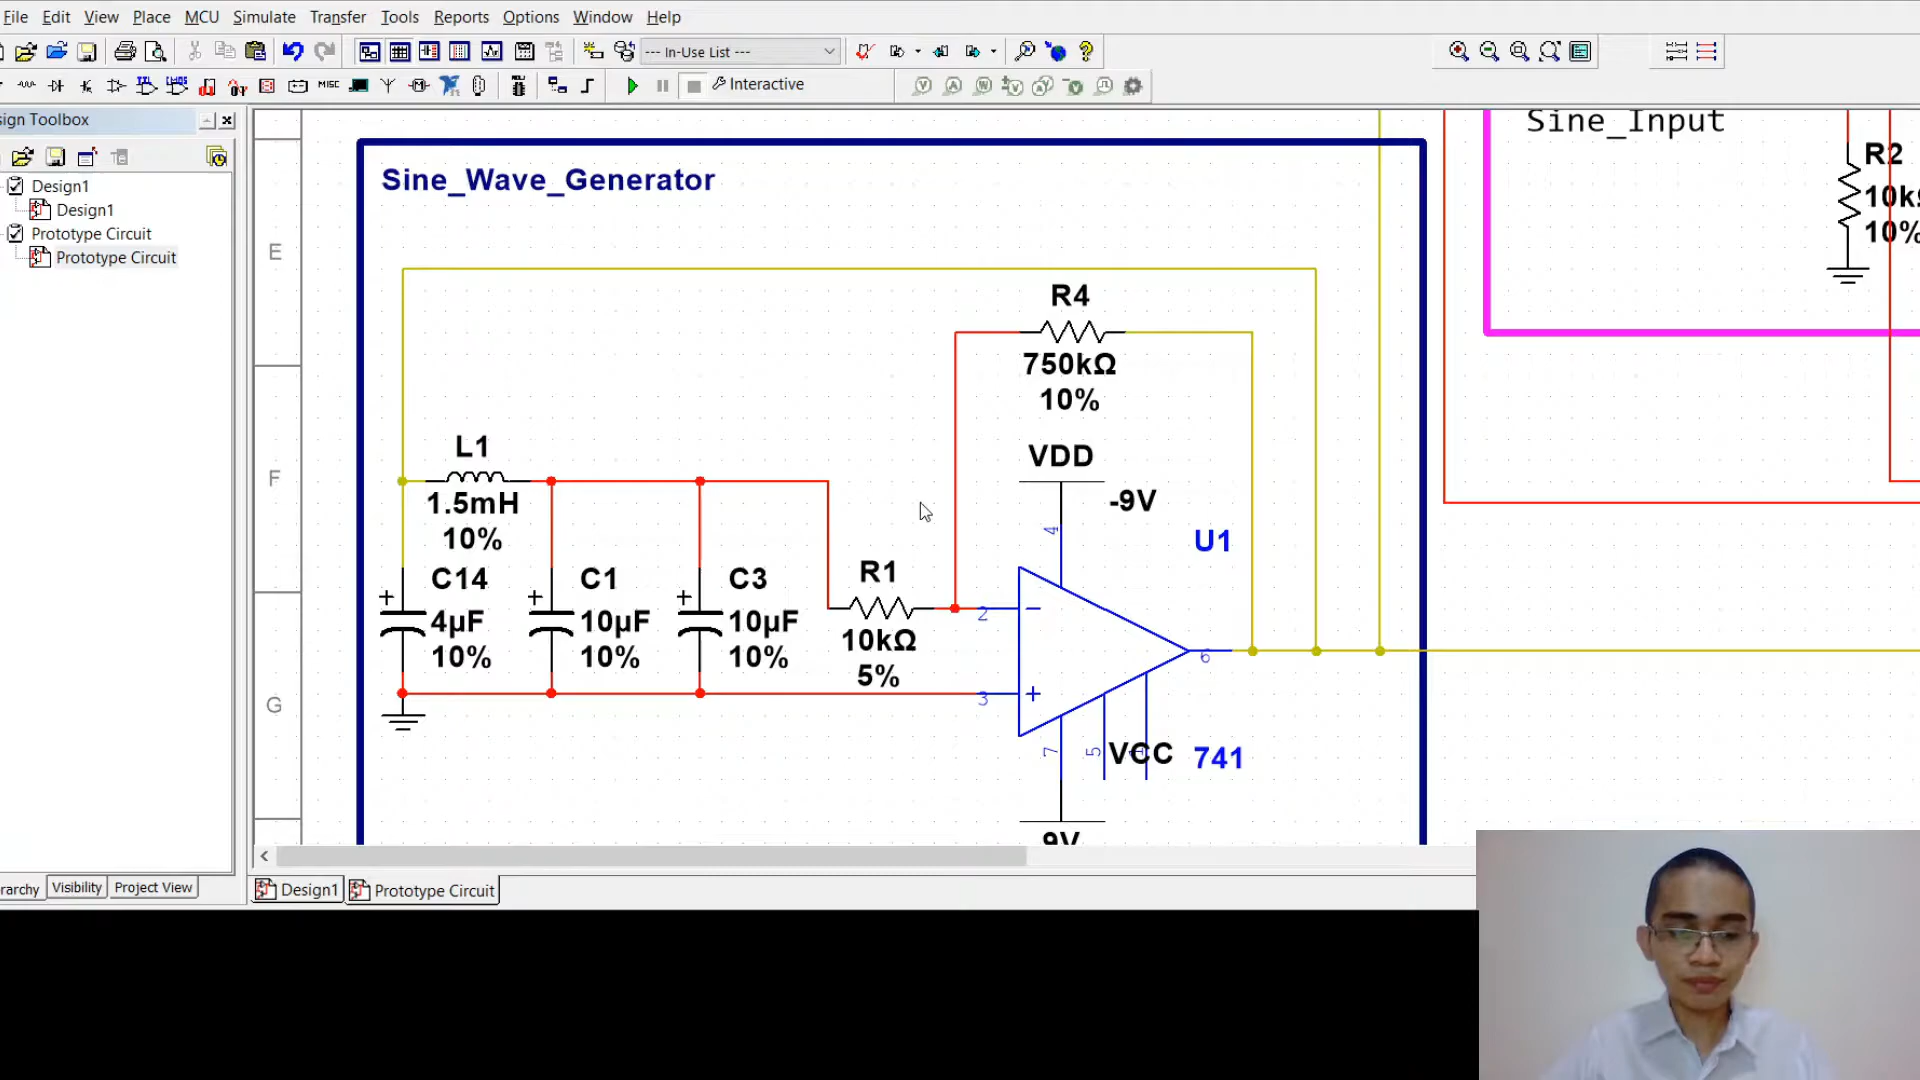 File Edit View Place MCU Simulate Transfer Tools Reports Options Window Help
--- In-Use List ---
MISC Interactive
sign Toolbox
Design1
Design1
Prototype Circuit
Prototype Circuit
E
F
G
Sine_Wave_Generator
R4
750kΩ
10%
L1
1.5mH
10%
VDD
-9V
4
U1
C14
4µF
10%
C1
10µF
10%
C3
10µF
10%
R1
10kΩ
5%
2
3
6
7
5
VCC
741
9V
Sine_Input
R2
10kΩ
10%
rarchy Visibility Project View
Design1 Prototype Circuit